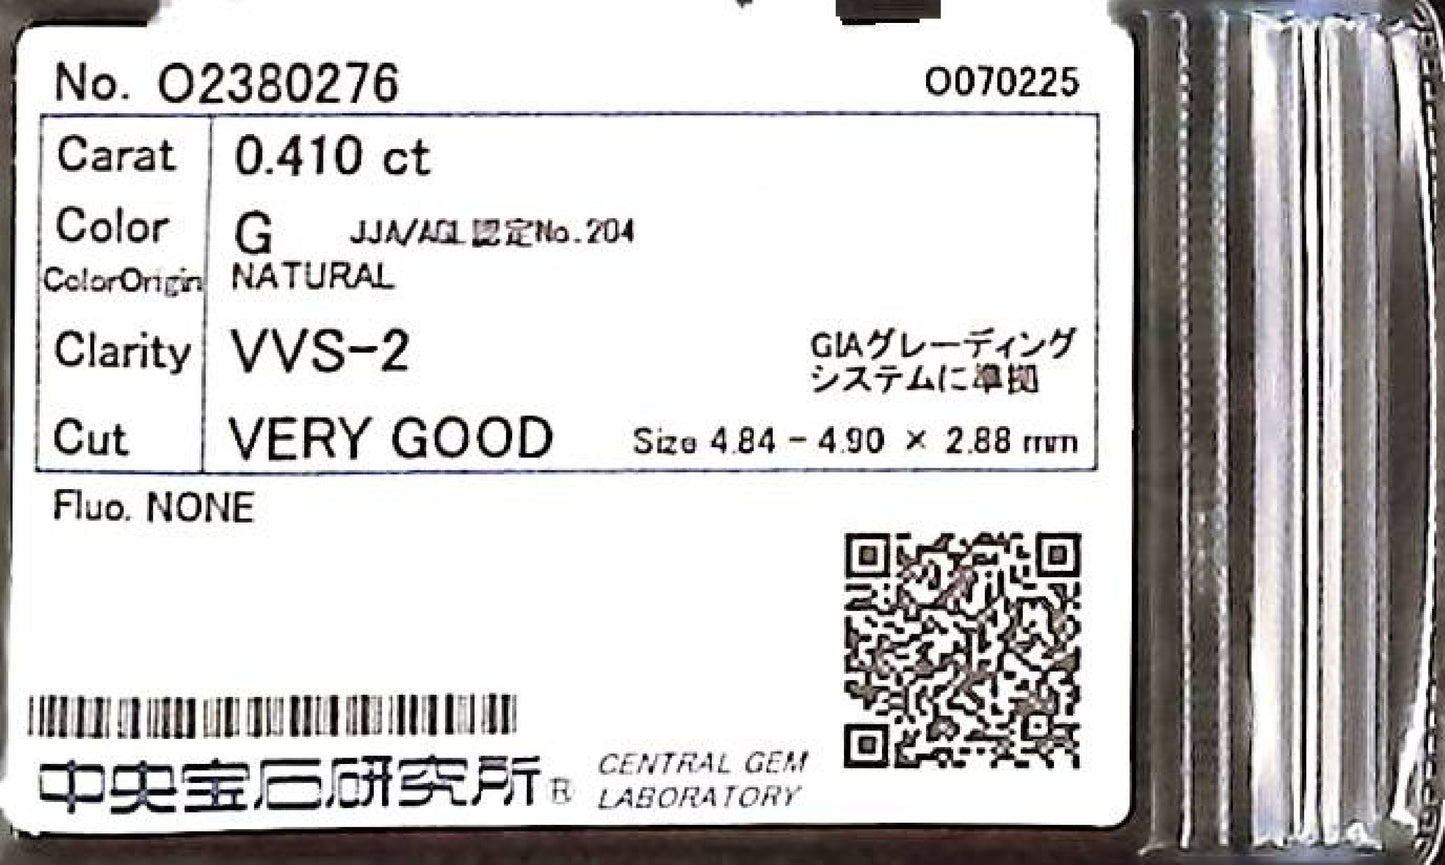 No. O2380276 O070225
Carat 0.410 ct
Color G JJA/AGL認定No.204
ColorOrigin NATURAL
Clarity VVS-2 GIAグレーディング
システムに準拠
Cut VERY GOOD Size 4.84 - 4.90 × 2.88 mm
Fluo. NONE
中央宝石研究所® CENTRAL GEM
LABORATORY